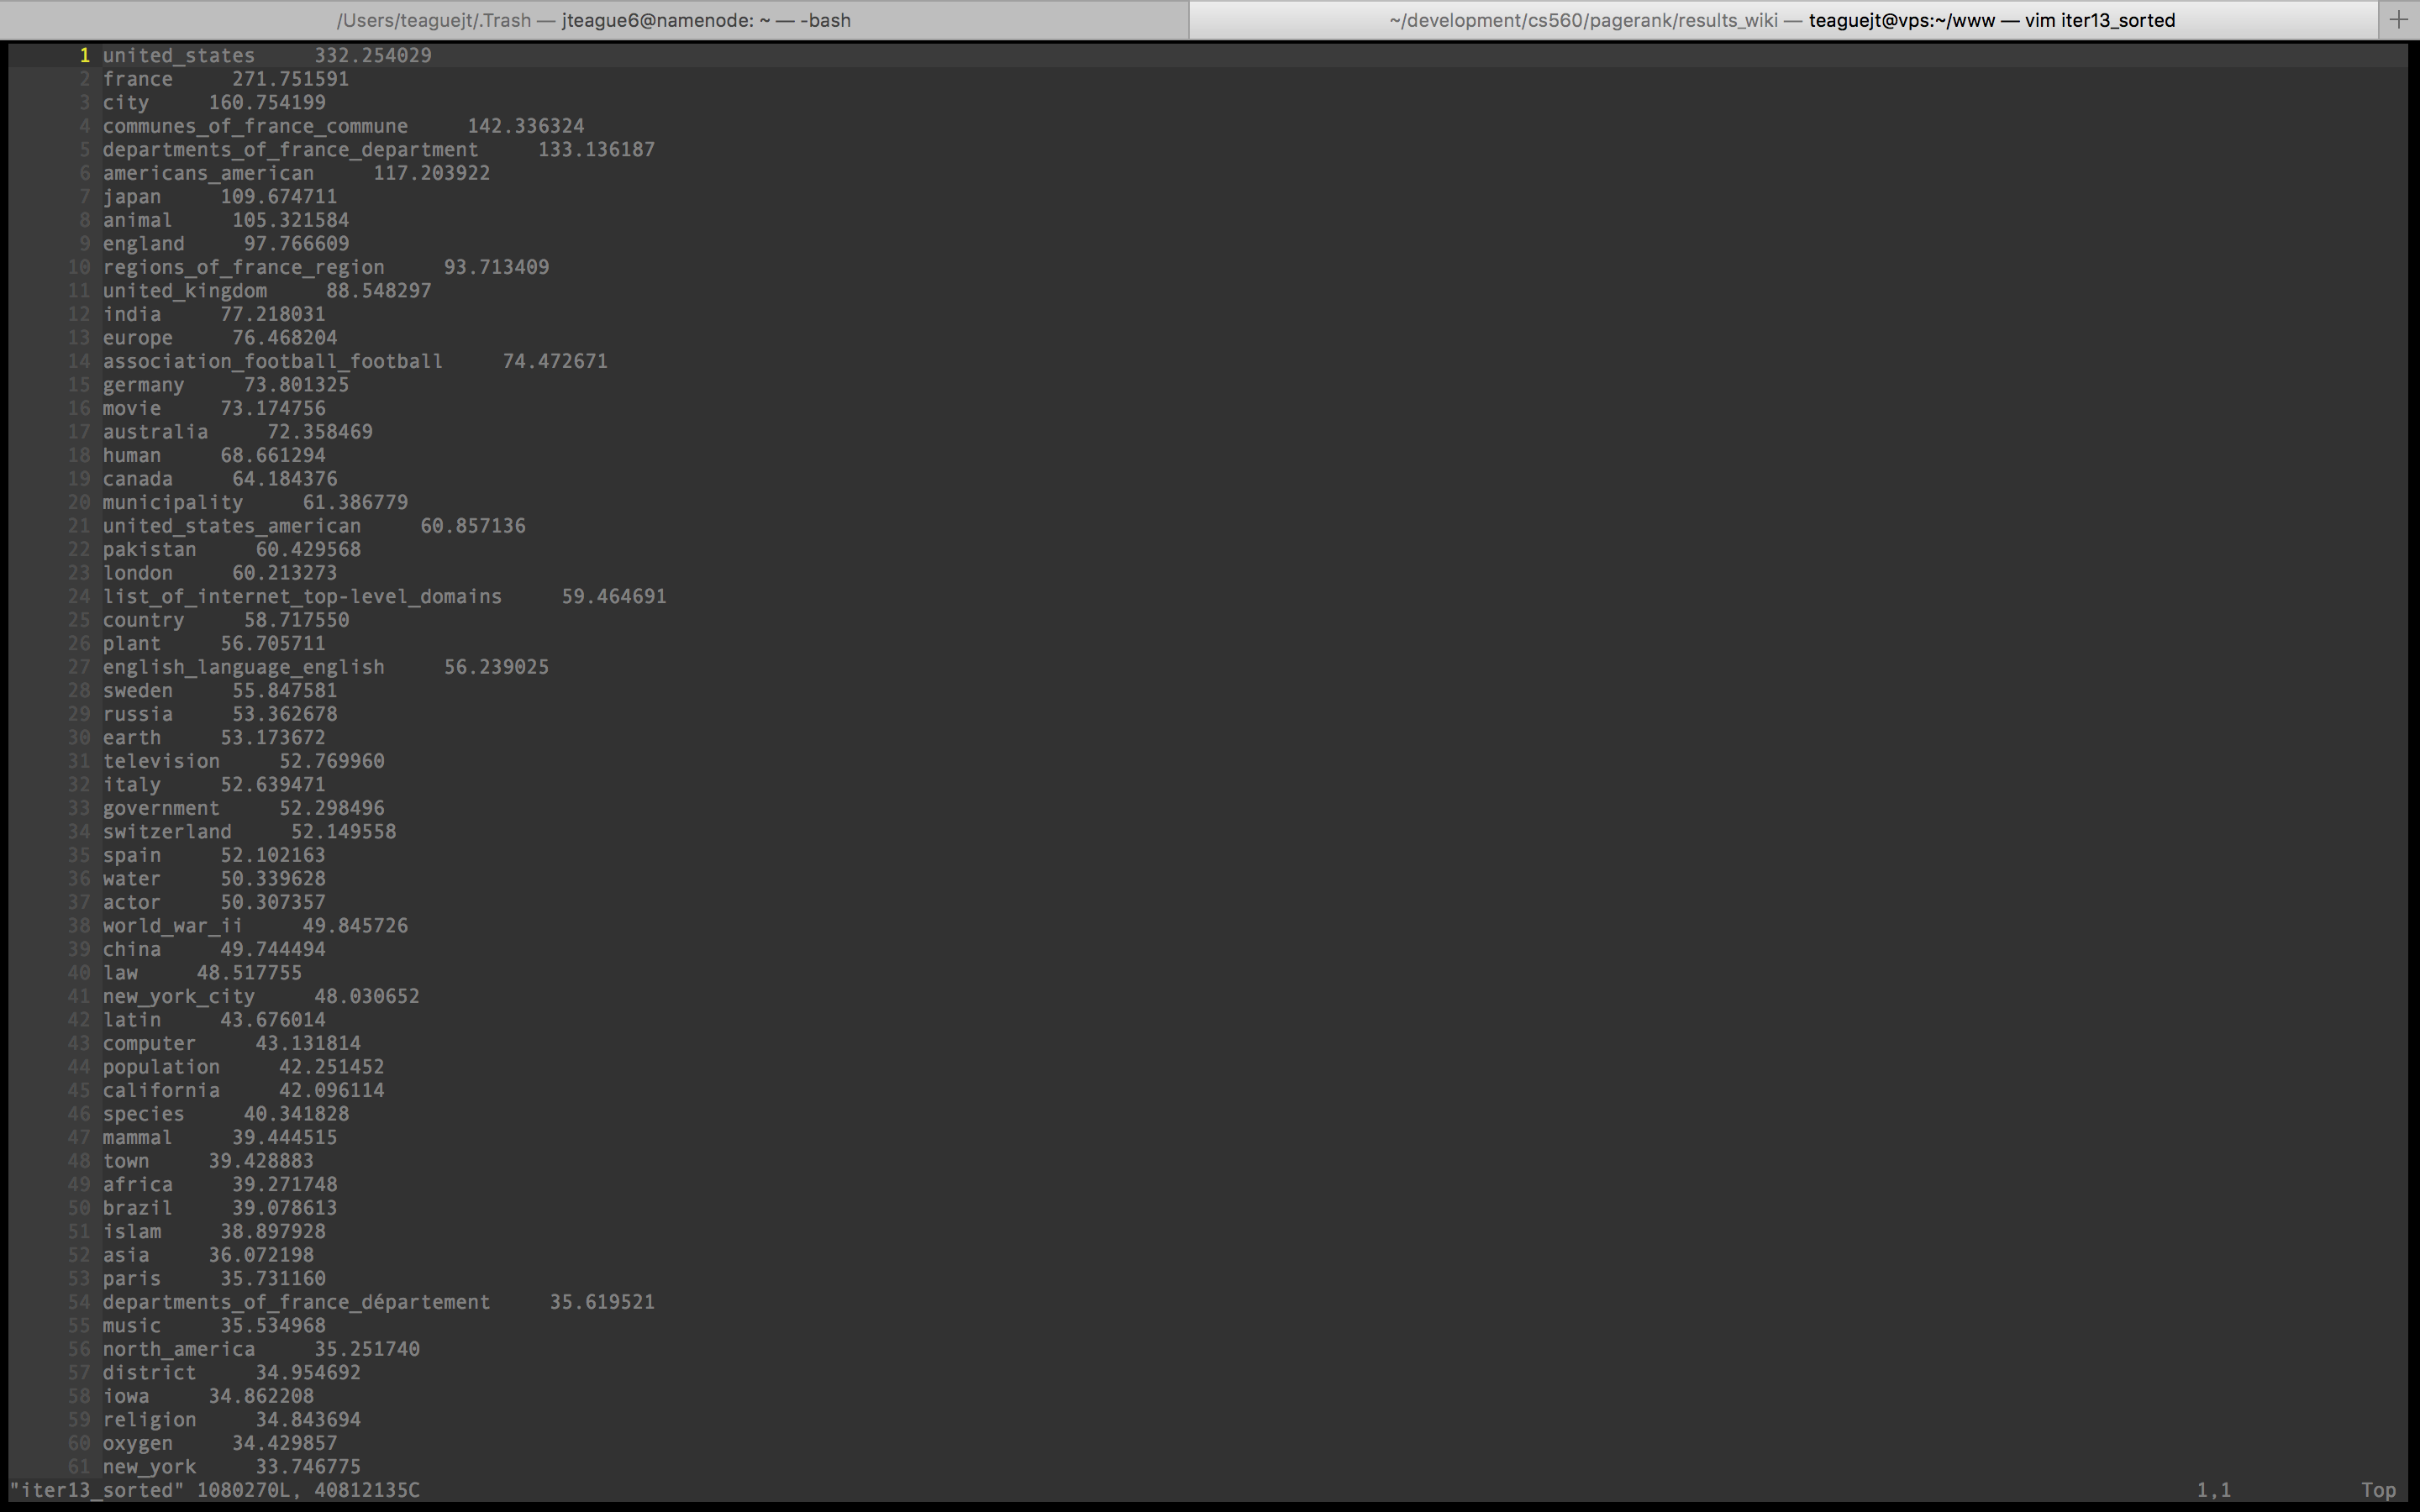 /Users/teaguejt/.Trash — jteague6@namenode: ~ — -bash
~/development/cs560/pagerank/results_wiki — teaguejt@vps:~/www — vim iter13_sorted +
1 united_states 332.254029
2 france 271.751591
3 city 160.754199
4 communes_of_france_commune 142.336324
5 departments_of_france_department 133.136187
6 americans_american 117.203922
7 japan 109.674711
8 animal 105.321584
9 england 97.766609
10 regions_of_france_region 93.713409
11 united_kingdom 88.548297
12 india 77.218031
13 europe 76.468204
14 association_football_football 74.472671
15 germany 73.801325
16 movie 73.174756
17 australia 72.358469
18 human 68.661294
19 canada 64.184376
20 municipality 61.386779
21 united_states_american 60.857136
22 pakistan 60.429568
23 london 60.213273
24 list_of_internet_top-level_domains 59.464691
25 country 58.717550
26 plant 56.705711
27 english_language_english 56.239025
28 sweden 55.847581
29 russia 53.362678
30 earth 53.173672
31 television 52.769960
32 italy 52.639471
33 government 52.298496
34 switzerland 52.149558
35 spain 52.102163
36 water 50.339628
37 actor 50.307357
38 world_war_ii 49.845726
39 china 49.744494
40 law 48.517755
41 new_york_city 48.030652
42 latin 43.676014
43 computer 43.131814
44 population 42.251452
45 california 42.096114
46 species 40.341828
47 mammal 39.444515
48 town 39.428883
49 africa 39.271748
50 brazil 39.078613
51 islam 38.897928
52 asia 36.072198
53 paris 35.731160
54 departments_of_france_département 35.619521
55 music 35.534968
56 north_america 35.251740
57 district 34.954692
58 iowa 34.862208
59 religion 34.843694
60 oxygen 34.429857
61 new_york 33.746775
"iter13_sorted" 1080270L, 40812135C 1,1 Top